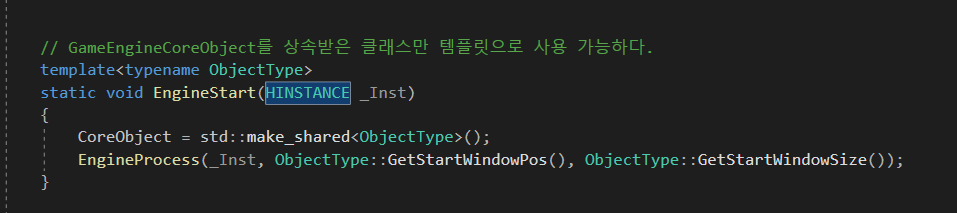 // GameEngineCoreObject를 상속받은 클래스만 템플릿으로 사용 가능하다.
template<typename ObjectType>
static void EngineStart(HINSTANCE _Inst)
{
    CoreObject = std::make_shared<ObjectType>();
    EngineProcess(_Inst, ObjectType::GetStartWindowPos(), ObjectType::GetStartWindowSize());
}